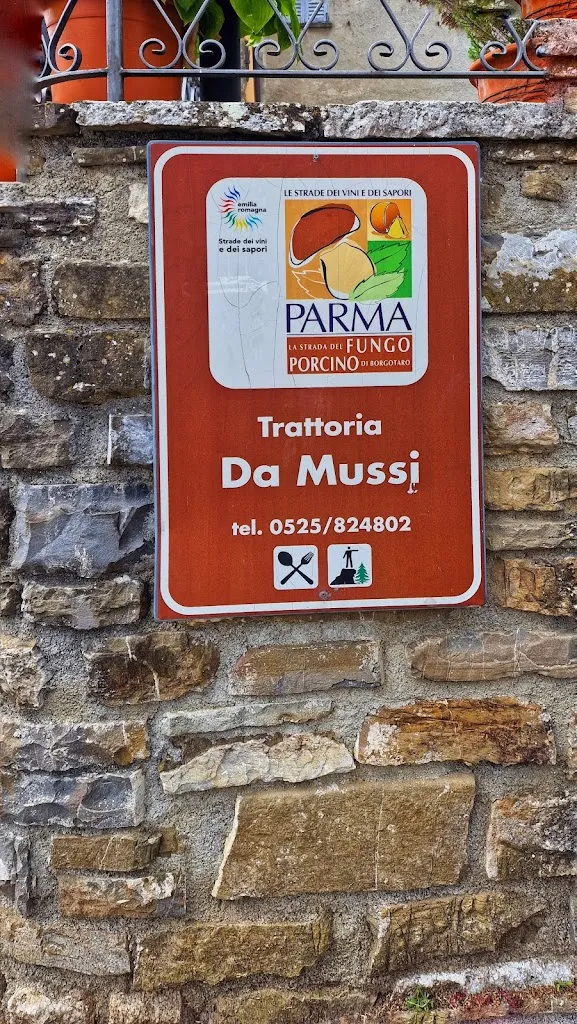 emilia
romagna
Strade dei vini
e dei sapori
LE STRADE DEI VINI E DEI SAPORI
PARMA
LA STRADA DEL FUNGO
PORCINO DI BORGOTARO
Trattoria
Da Mussi
tel. 0525/824802